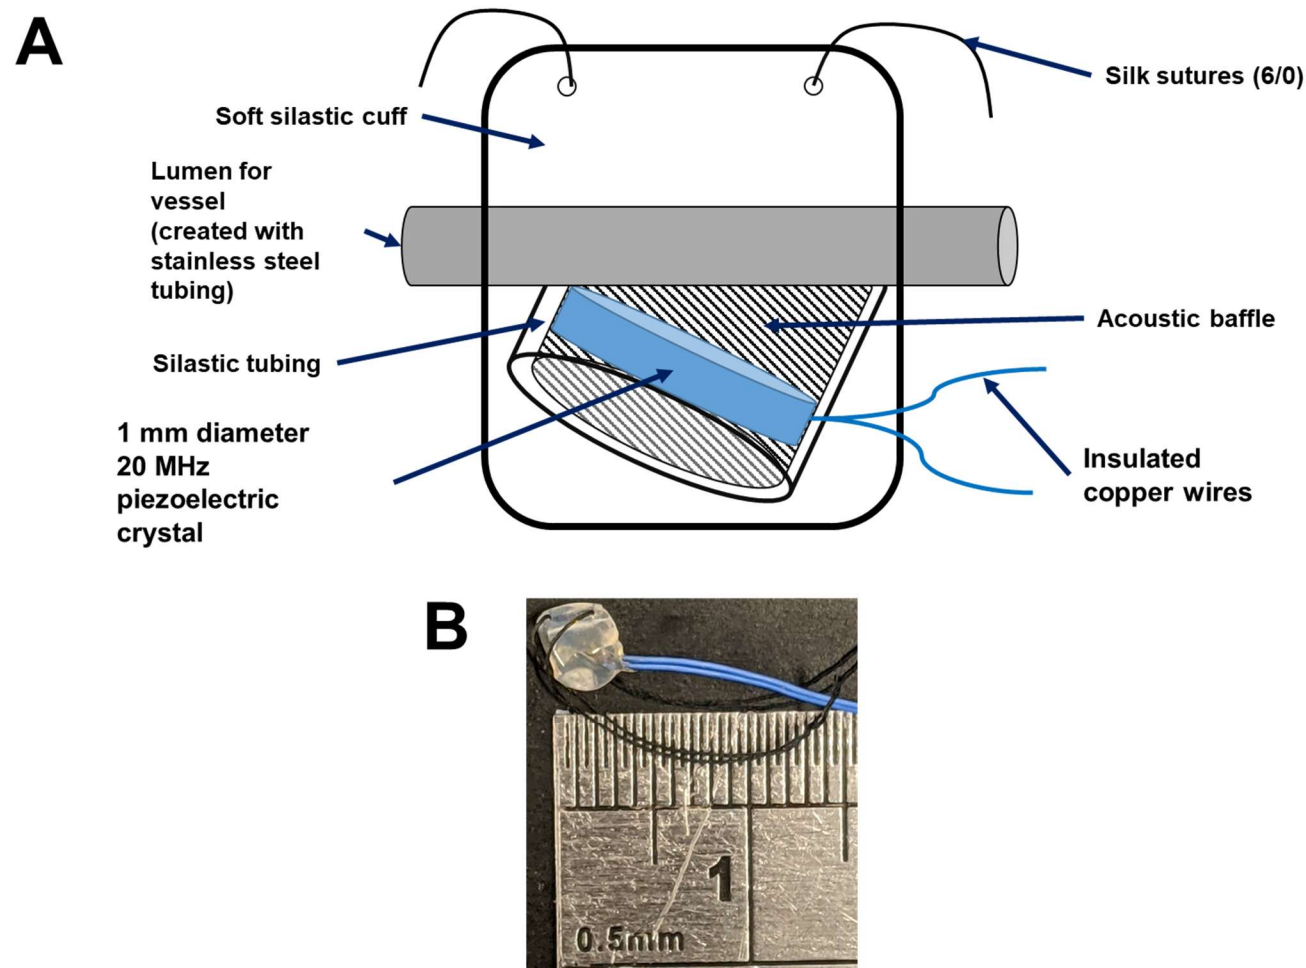 A
Silk sutures (6/0)
Soft silastic cuff
Lumen for
vessel
(created with
stainless steel
tubing)
Acoustic baffle
Silastic tubing
1 mm diameter
20 MHz
piezoelectric
crystal
Insulated
copper wires
B
1
0.5mm